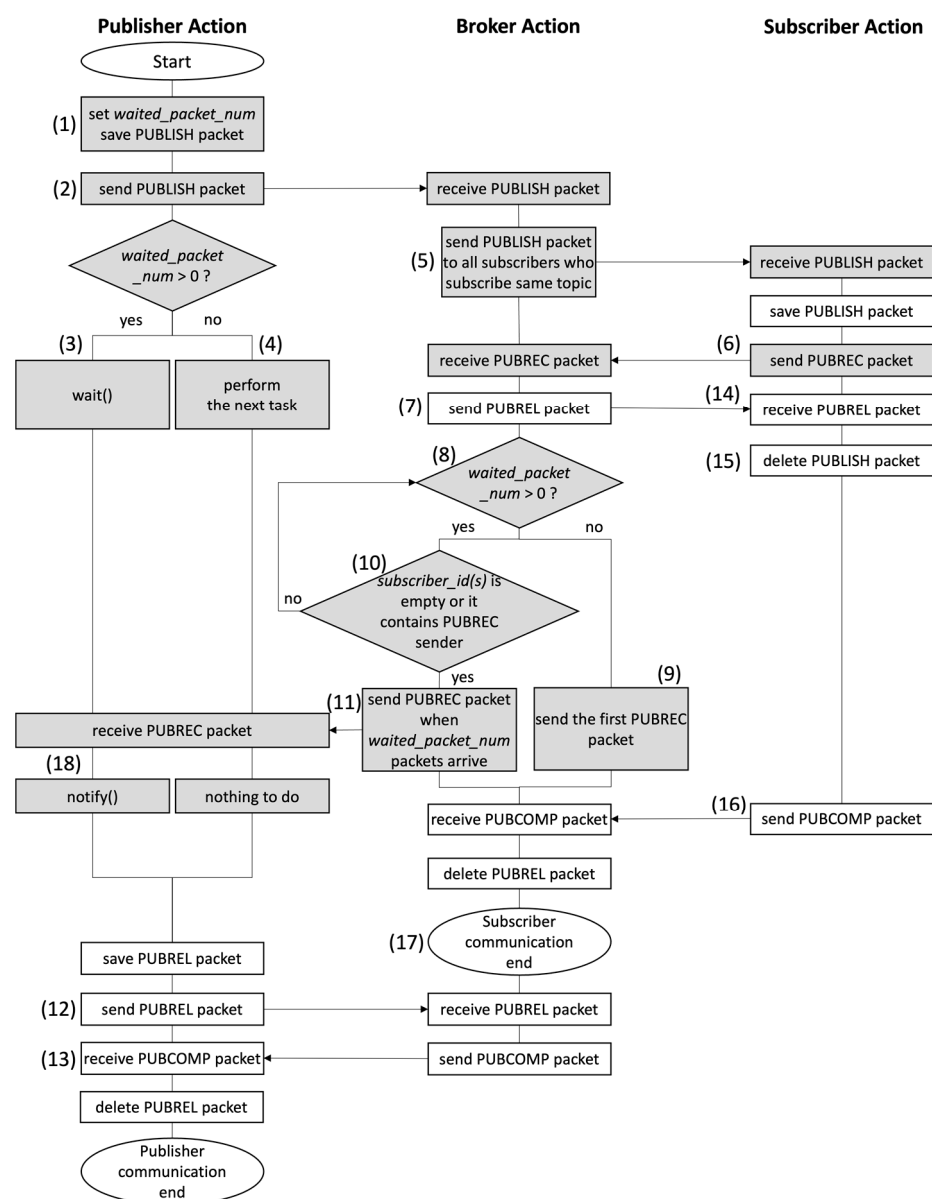 Publisher Action
Broker Action
Subscriber Action
Start
(1)
set waited_packet_num
save PUBLISH packet
(2)
send PUBLISH packet
receive PUBLISH packet
waited_packet
_num > 0 ?
(5)
send PUBLISH packet
to all subscribers who
subscribe same topic
receive PUBLISH packet
save PUBLISH packet
yes
no
(3)
(4)
wait()
perform
the next task
receive PUBREC packet
(6)
send PUBREC packet
(7)
send PUBREL packet
(14)
receive PUBREL packet
(8)
waited_packet
_num > 0 ?
(15)
delete PUBLISH packet
yes
no
(10)
subscriber_id(s) is
empty or it
contains PUBREC
sender
no
yes
(9)
(11)
send PUBREC packet
when
waited_packet_num
packets arrive
send the first PUBREC
packet
receive PUBREC packet
(18)
notify()
nothing to do
receive PUBCOMP packet
(16)
send PUBCOMP packet
delete PUBREL packet
(17)
Subscriber
communication
end
save PUBREL packet
(12)
send PUBREL packet
receive PUBREL packet
(13)
receive PUBCOMP packet
send PUBCOMP packet
delete PUBREL packet
Publisher
communication
end